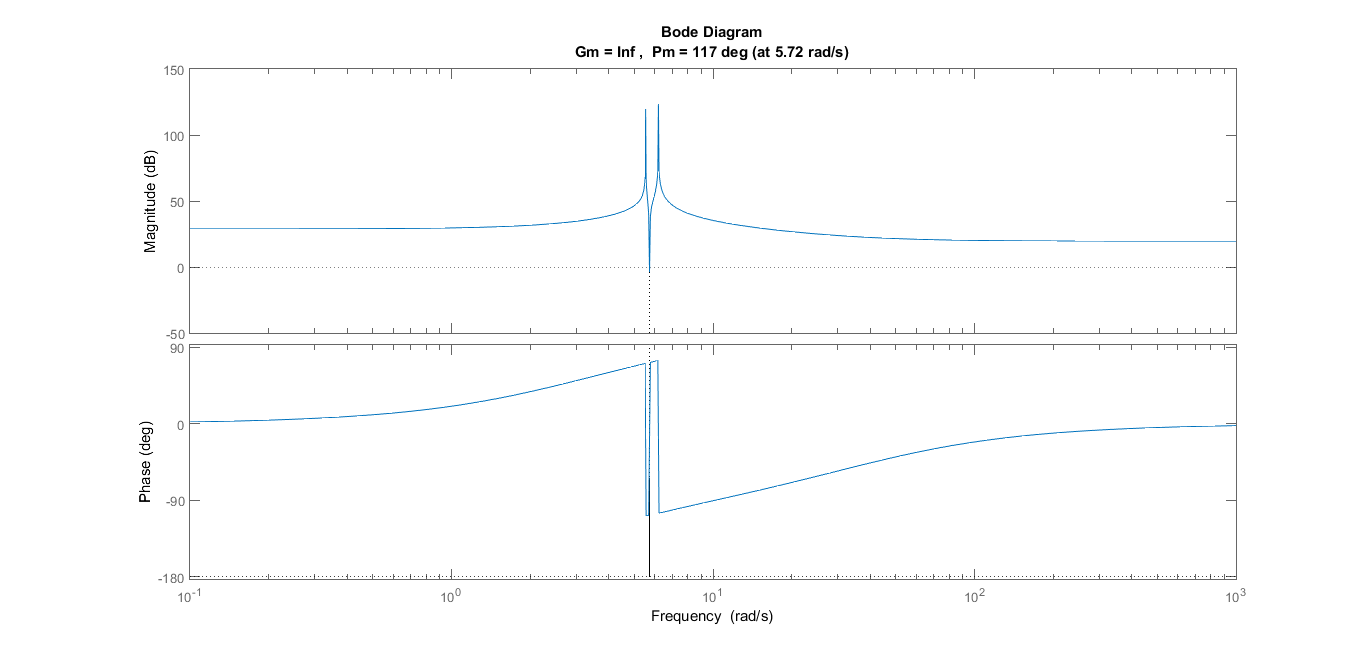 Bode Diagram
Gm = Inf , Pm = 117 deg (at 5.72 rad/s)
150
100
50
0
-50
Magnitude (dB)
90
0
-90
-180
Phase (deg)
10-1
100
101
102
103
Frequency (rad/s)